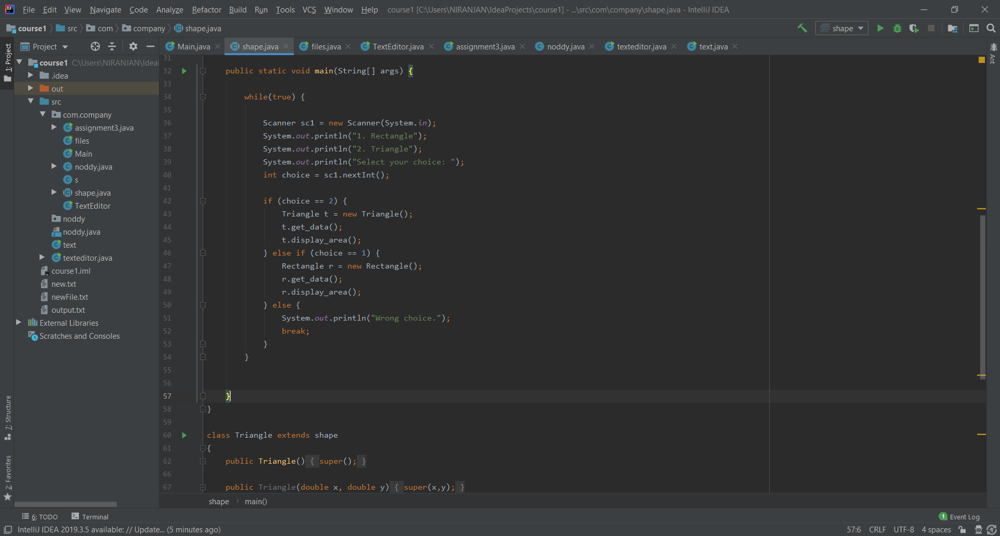 File Edit View Navigate Code Analyze Refactor Build Run Tools VCS Window Help course1 [C:\Users\NIRANJAN\IdeaProjects\course1] - ...\src\com\company\shape.java - IntelliJ IDEA
course1 src com company shape.java shape
Project
Main.java shape.java files.java TextEditor.java assignment3.java noddy.java texteditor.java text.java
1: Project
course1 C:\Users\NIRANJAN\Idea
.idea
out
src
com.company
assignment3.java
files
Main
noddy.java
s
shape.java
TextEditor
noddy
noddy.java
text
texteditor.java
course1.iml
new.txt
newFile.txt
output.txt
External Libraries
Scratches and Consoles
7: Structure
2: Favorites
Ant
31
32 public static void main(String[] args) {
33
34 while(true) {
35
36 Scanner sc1 = new Scanner(System.in);
37 System.out.println("1. Rectangle");
38 System.out.println("2. Triangle");
39 System.out.println("Select your choice: ");
40 int choice = sc1.nextInt();
41
42 if (choice == 2) {
43 Triangle t = new Triangle();
44 t.get_data();
45 t.display_area();
46 } else if (choice == 1) {
47 Rectangle r = new Rectangle();
48 r.get_data();
49 r.display_area();
50 } else {
51 System.out.println("Wrong choice.");
52 break;
53 }
54 }
55
56
57 }
58 }
59
60 class Triangle extends shape
61 {
62 public Triangle() { super(); }
66
67 public Triangle(double x, double y) { super(x,y); }
shape main()
6: TODO Terminal 1 Event Log
IntelliJ IDEA 2019.3.5 available: // Update... (5 minutes ago) 57:6 CRLF UTF-8 4 spaces